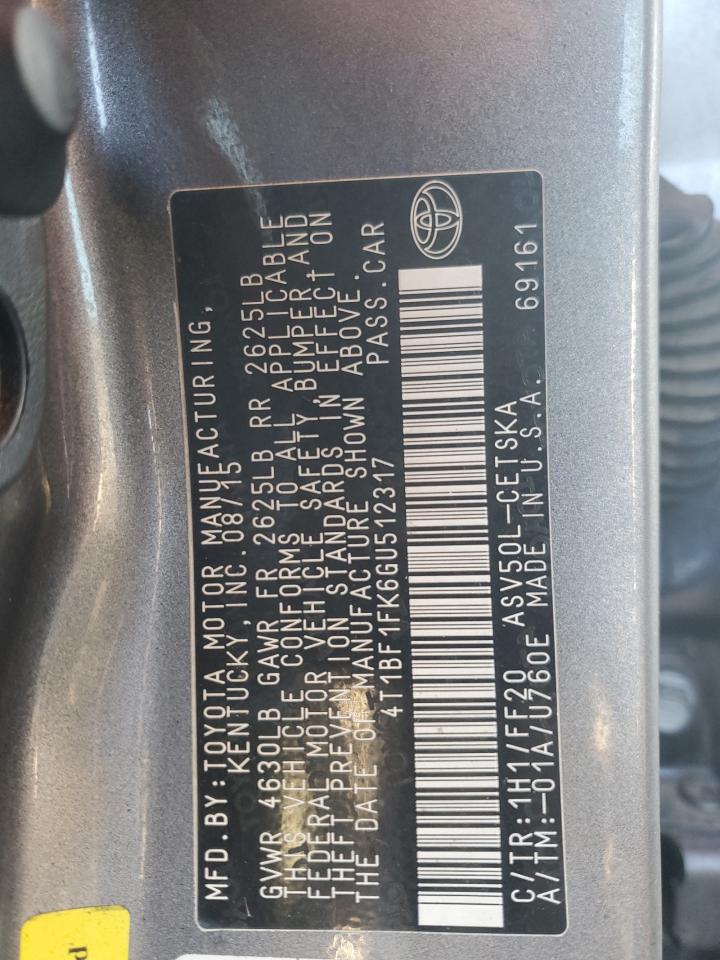 MFD.BY:TOYOTA MOTOR MANUFACTURING,
KENTUCKY,INC. 08/15
GVWR 4630LB GAWR FR 2625LB RR 2625LB
THIS VEHICLE CONFORMS TO ALL APPLICABLE
FEDERAL MOTOR VEHICLE SAFETY, BUMPER,AND
THEFT PREVENTION STANDARDS IN EFFECT ON
THE DATE OF MANUFACTURE SHOWN ABOVE.
4T1BF1FK6GU512317 PASS.CAR
C/TR:1H1/FF20 ASV50L-CETSKA
A/TM:-01A/U760E MADE IN U.S.A. 69161